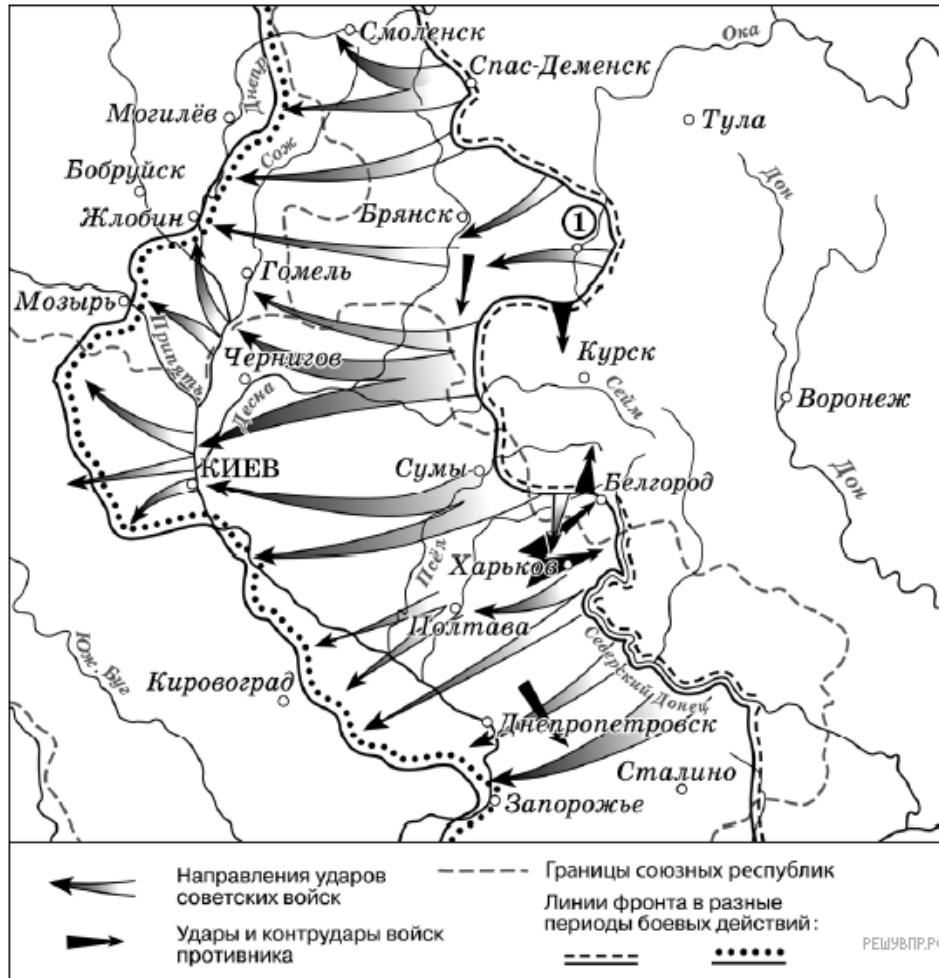 Смоленск
Ока
Спас-Деменск
Днепр
Могилёв
Тула
Сож
Бобруйск
Дон
Жлобин
Брянск
1
Гомель
Мозырь
Припять
Чернигов
Курск
Десна
Сейм
Воронеж
КИЕВ
Сумы
Белгород
Дон
Псёл
Харьков
Полтава
Северский Донец
Юж. Буг
Кировоград
Днепропетровск
Сталино
Запорожье
Направления ударов
советских войск
Удары и контрудары войск
противника
Границы союзных республик
Линии фронта в разные
периоды боевых действий:
РЕШУВПР.РФ